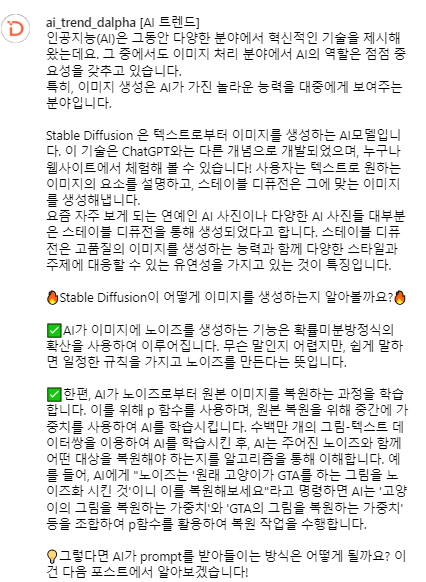 ai_trend_dalpha [AI 트렌드]
인공지능(AI)은 그동안 다양한 분야에서 혁신적인 기술을 제시해
왔는데요. 그 중에서도 이미지 처리 분야에서 AI의 역할은 점점 중
요성을 갖추고 있습니다.
특히, 이미지 생성은 AI가 가진 놀라운 능력을 대중에게 보여주는
분야입니다.
Stable Diffusion 은 텍스트로부터 이미지를 생성하는 AI모델입니
다. 이 기술은 ChatGPT와는 다른 개념으로 개발되었으며, 누구나
웹사이트에서 체험해 볼 수 있습니다! 사용자는 텍스트로 원하는
이미지의 요소를 설명하고, 스테이블 디퓨전은 그에 맞는 이미지
를 생성해냅니다.
요즘 자주 보게 되는 연예인 AI 사진이나 다양한 AI 사진들 대부분
은 스테이블 디퓨전을 통해 생성되었다고 합니다. 스테이블 디퓨
전은 고품질의 이미지를 생성하는 능력과 함께 다양한 스타일과
주제에 대응할 수 있는 유연성을 가지고 있는 것이 특징입니다.
🔥Stable Diffusion이 어떻게 이미지를 생성하는지 알아볼까요?🔥
✅AI가 이미지에 노이즈를 생성하는 기능은 확률미분방정식의
확산을 사용하여 이루어집니다. 무슨 말인지 어렵지만, 쉽게 말하
면 일정한 규칙을 가지고 노이즈를 만든다는 뜻입니다.
✅한편, AI가 노이즈로부터 원본 이미지를 복원하는 과정을 학습
합니다. 이를 위해 p 함수를 사용하며, 원본 복원을 위해 중간에 가
중치를 사용하여 AI를 학습시킵니다. 수백만 개의 그림-텍스트 데
이터쌍을 이용하여 AI를 학습시킨 후, AI는 주어진 노이즈와 함께
어떤 대상을 복원해야 하는지를 알고리즘을 통해 이해합니다. 예
를 들어, AI에게 "노이즈는 '원래 고양이가 GTA를 하는 그림을 노
이즈화 시킨 것'이니 이를 복원해보세요"라고 명령하면 AI는 '고양
이의 그림을 복원하는 가중치'와 'GTA의 그림을 복원하는 가중치'
등을 조합하여 p함수를 활용하여 복원 작업을 수행합니다.
💡그렇다면 AI가 prompt를 받아들이는 방식은 어떻게 될까요? 이
건 다음 포스트에서 알아보겠습니다!